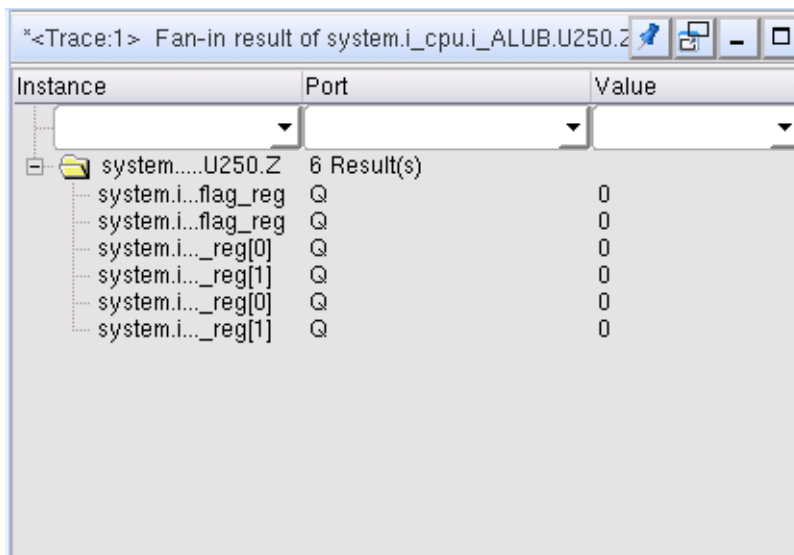 *<Trace:1> Fan-in result of system.i_cpu.i_ALUB.U250.Z
Instance Port Value
system.....U250.Z 6 Result(s)
system.i...flag_reg Q 0
system.i...flag_reg Q 0
system.i..._reg[0] Q 0
system.i..._reg[1] Q 0
system.i..._reg[0] Q 0
system.i..._reg[1] Q 0